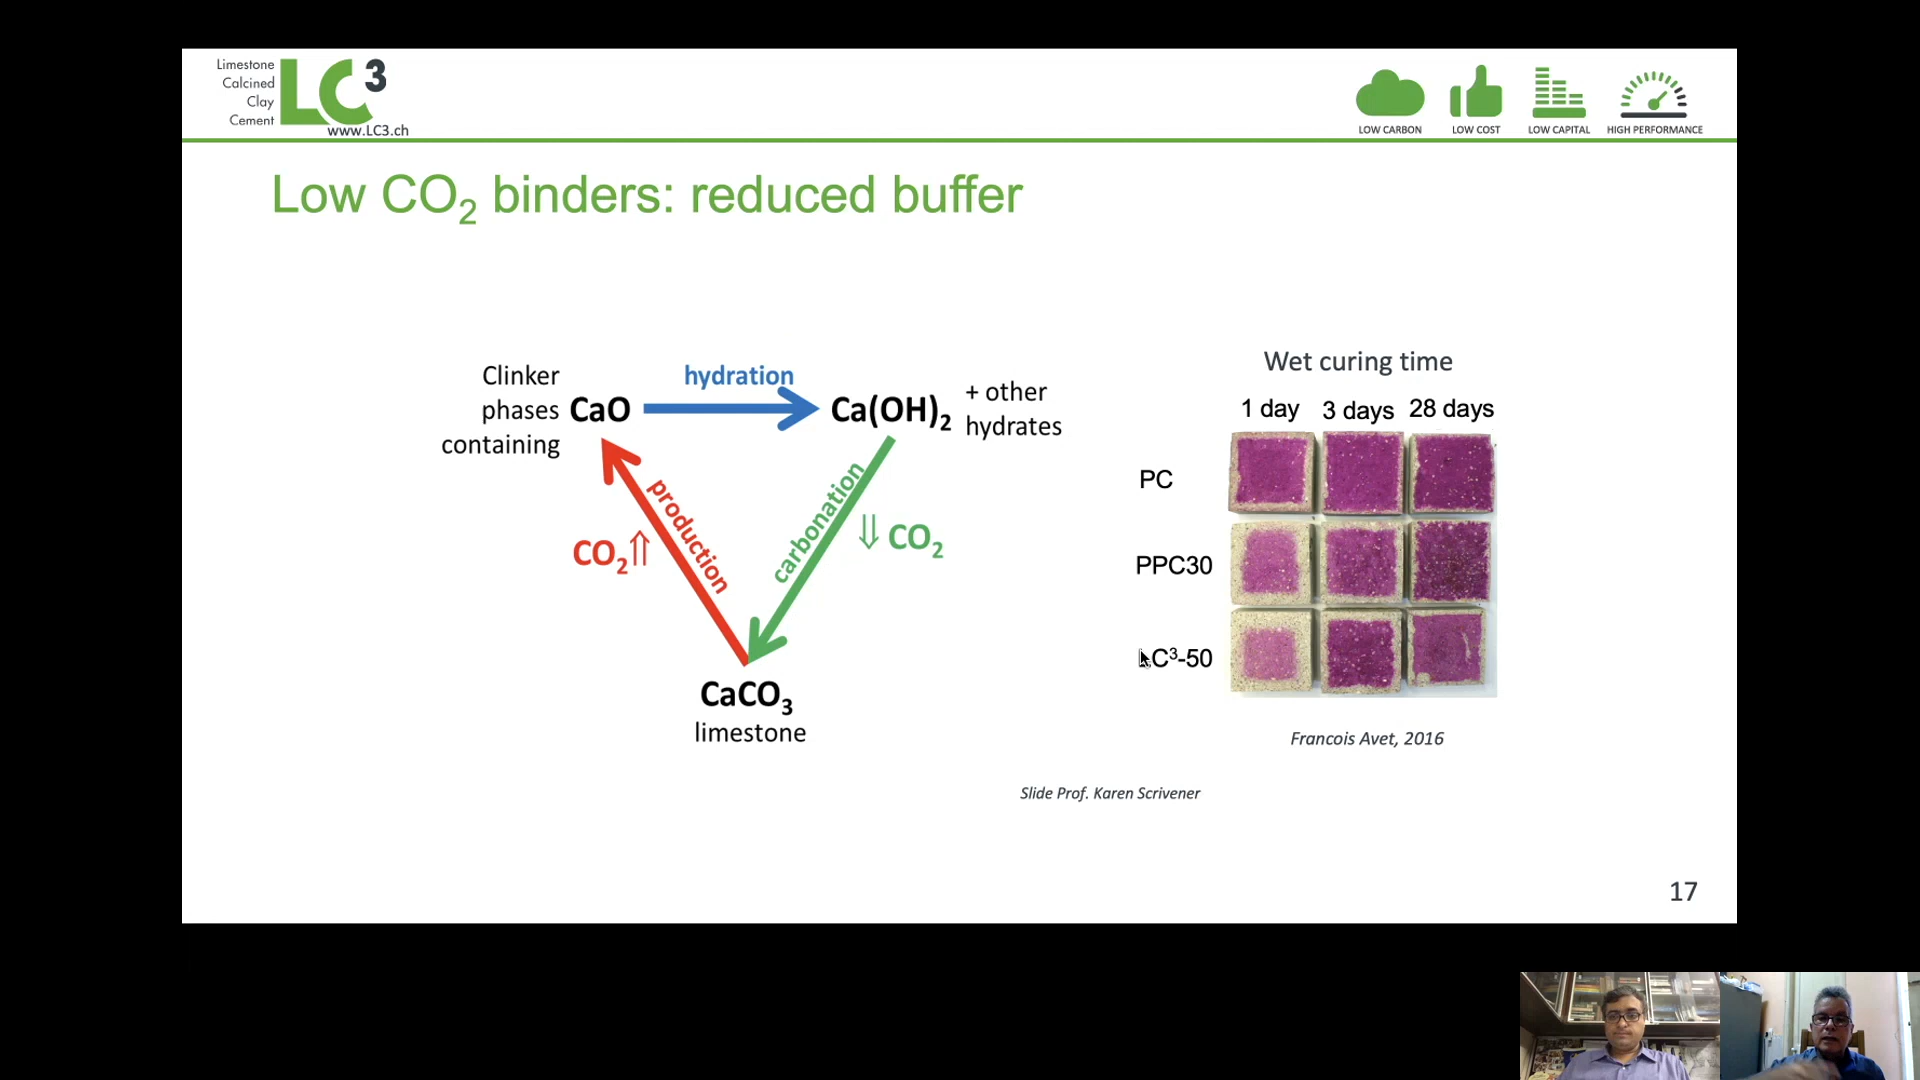 Limestone
Calcined
Clay
Cement
LC³
www.LC3.ch
LOW CARBON
LOW COST
LOW CAPITAL
HIGH PERFORMANCE
Low CO₂ binders: reduced buffer
Clinker
phases
containing
CaO
hydration
Ca(OH)₂
+ other
hydrates
production
CO₂⇑
carbonation
⇓ CO₂
CaCO₃
limestone
Wet curing time
1 day 3 days 28 days
PC
PPC30
LC³-50
Francois Avet, 2016
Slide Prof. Karen Scrivener
17